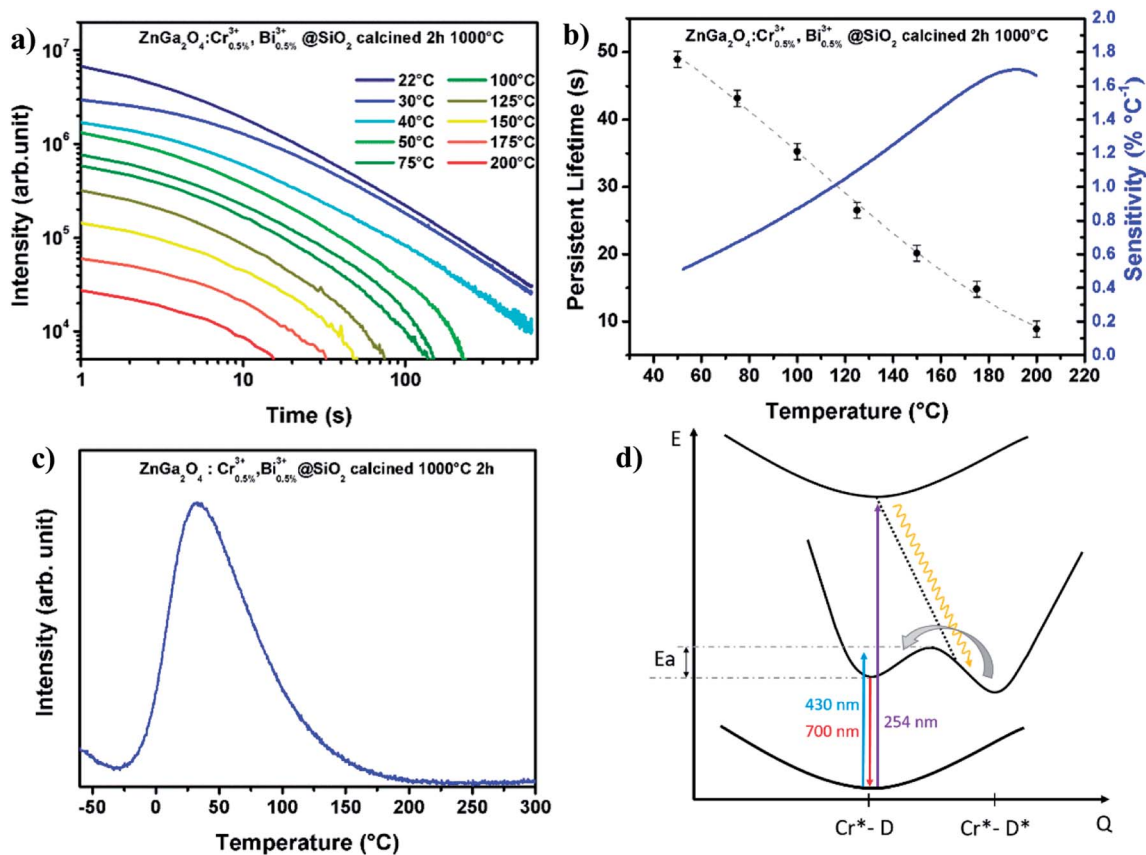 a)
ZnGa2O4:Cr3+0.5%, Bi3+0.5% @SiO2 calcined 2h 1000°C
10^7
10^6
10^5
10^4
Intensity (arb.unit)
22°C 100°C
30°C 125°C
40°C 150°C
50°C 175°C
75°C 200°C
1 10 100
Time (s)
b)
ZnGa2O4:Cr3+0.5%, Bi3+0.5% @SiO2 calcined 2h 1000°C
60
50
40
30
20
10
Persistent Lifetime (s)
2.0
1.8
1.6
1.4
1.2
1.0
0.8
0.6
0.4
0.2
0.0
Sensitivity (% °C-1)
40 60 80 100 120 140 160 180 200 220
Temperature (°C)
c)
ZnGa2O4 : Cr3+0.5%,Bi3+0.5% @SiO2 calcined 1000°C 2h
Intensity (arb. unit)
-50 0 50 100 150 200 250 300
Temperature (°C)
d)
E
Ea
430 nm
700 nm
254 nm
Cr*- D Cr*- D* Q